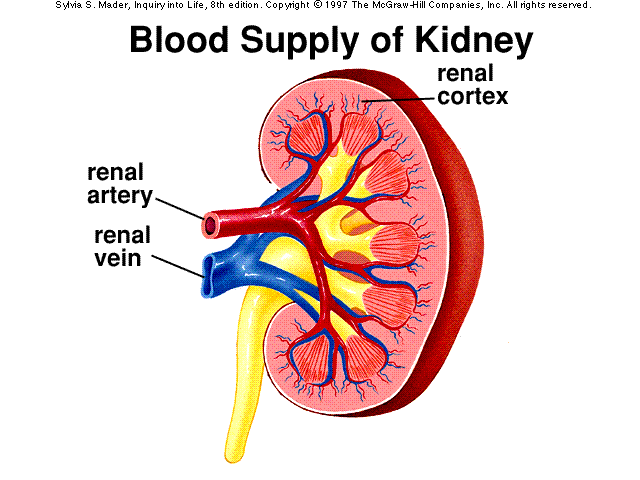 Sylvia S. Mader, Inquiry into Life, 8th edition. Copyright © 1997 The McGraw-Hill Companies, Inc. All rights reserved.
Blood Supply of Kidney
renal
cortex
renal
artery
renal
vein